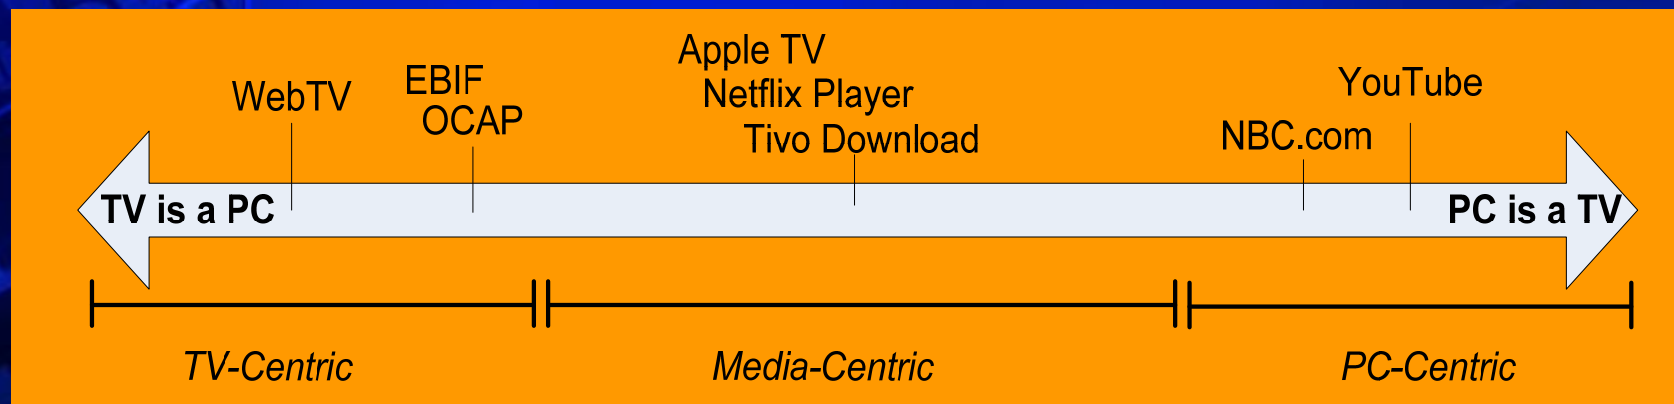 Apple TV
EBIF
YouTube
WebTV
Netflix Player
OCAP
Tivo Download
NBC.com
TV is a PC
PC is a TV
TV-Centric
Media-Centric
PC-Centric